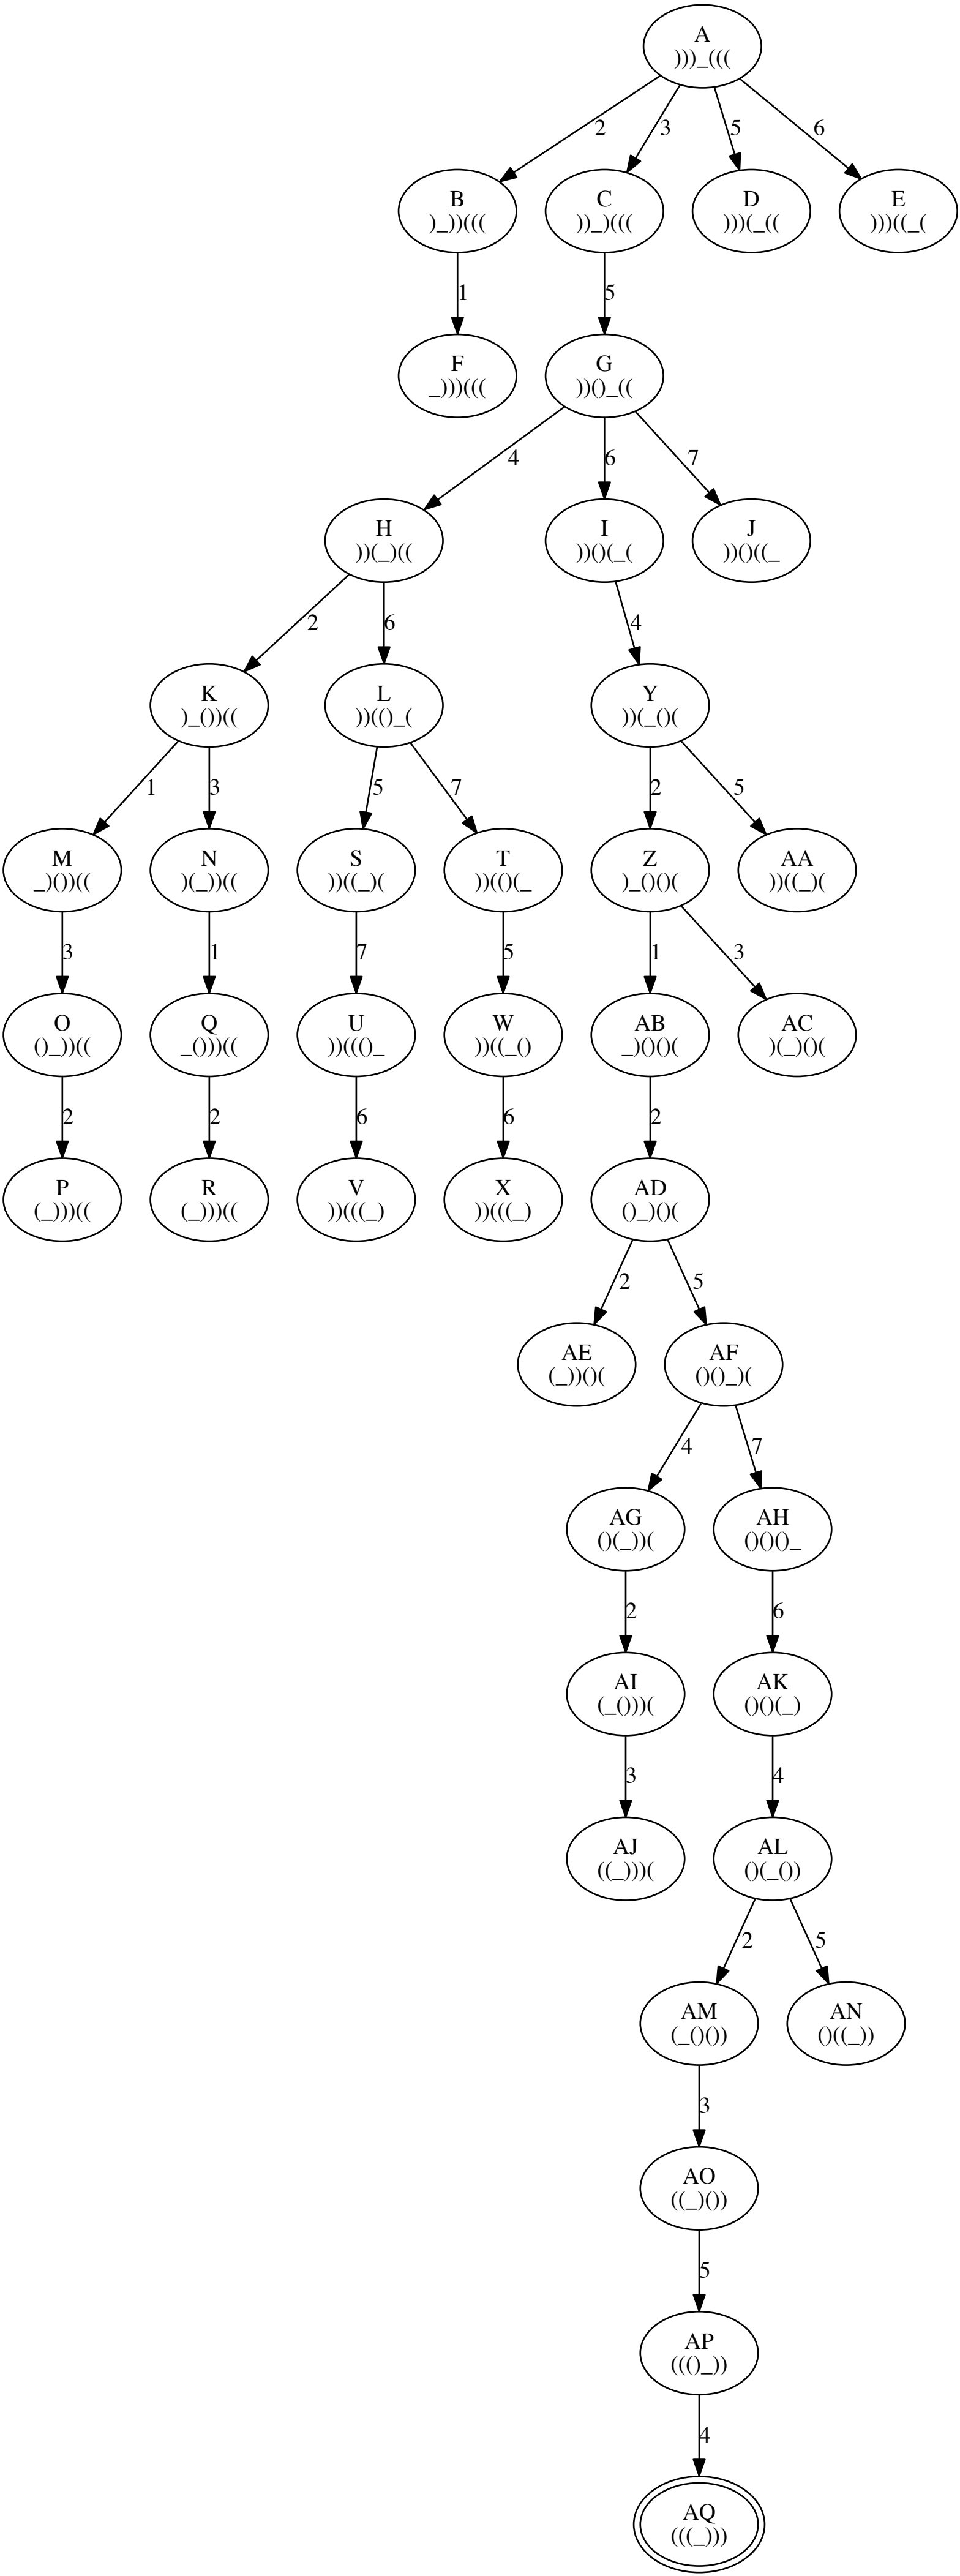 A
)))_(((
2
3
5
6
B
)_))(((
C
))_)(((
D
)))(_((
E
)))((_(
1
5
F
_)))(((
G
))()_((
4
6
7
H
))(_)((
I
))()(_(
J
))()((_
2
6
4
K
)_())((
L
))(()_(
Y
))(_()(
1
3
5
7
2
5
M
_)())((
N
)(_))((
S
))((_)(
T
))(()(_
Z
)_()()(
AA
))((_)(
3
1
7
5
1
3
O
()_))((
Q
_()))((
U
))((()_
W
))((_()
AB
_)()()(
AC
)(_)()(
2
2
6
6
2
P
(_)))((
R
(_)))((
V
))(((_)
X
))(((_)
AD
()_)()(
2
5
AE
(_))()(
AF
()()_)(
4
7
AG
()(_))(
AH
()()()_
2
6
AI
(_()))(
AK
()()(_)
3
4
AJ
((_)))(
AL
()(_())
2
5
AM
(_()())
AN
()((_))
3
AO
((_)())
5
AP
((()_))
4
AQ
(((_)))